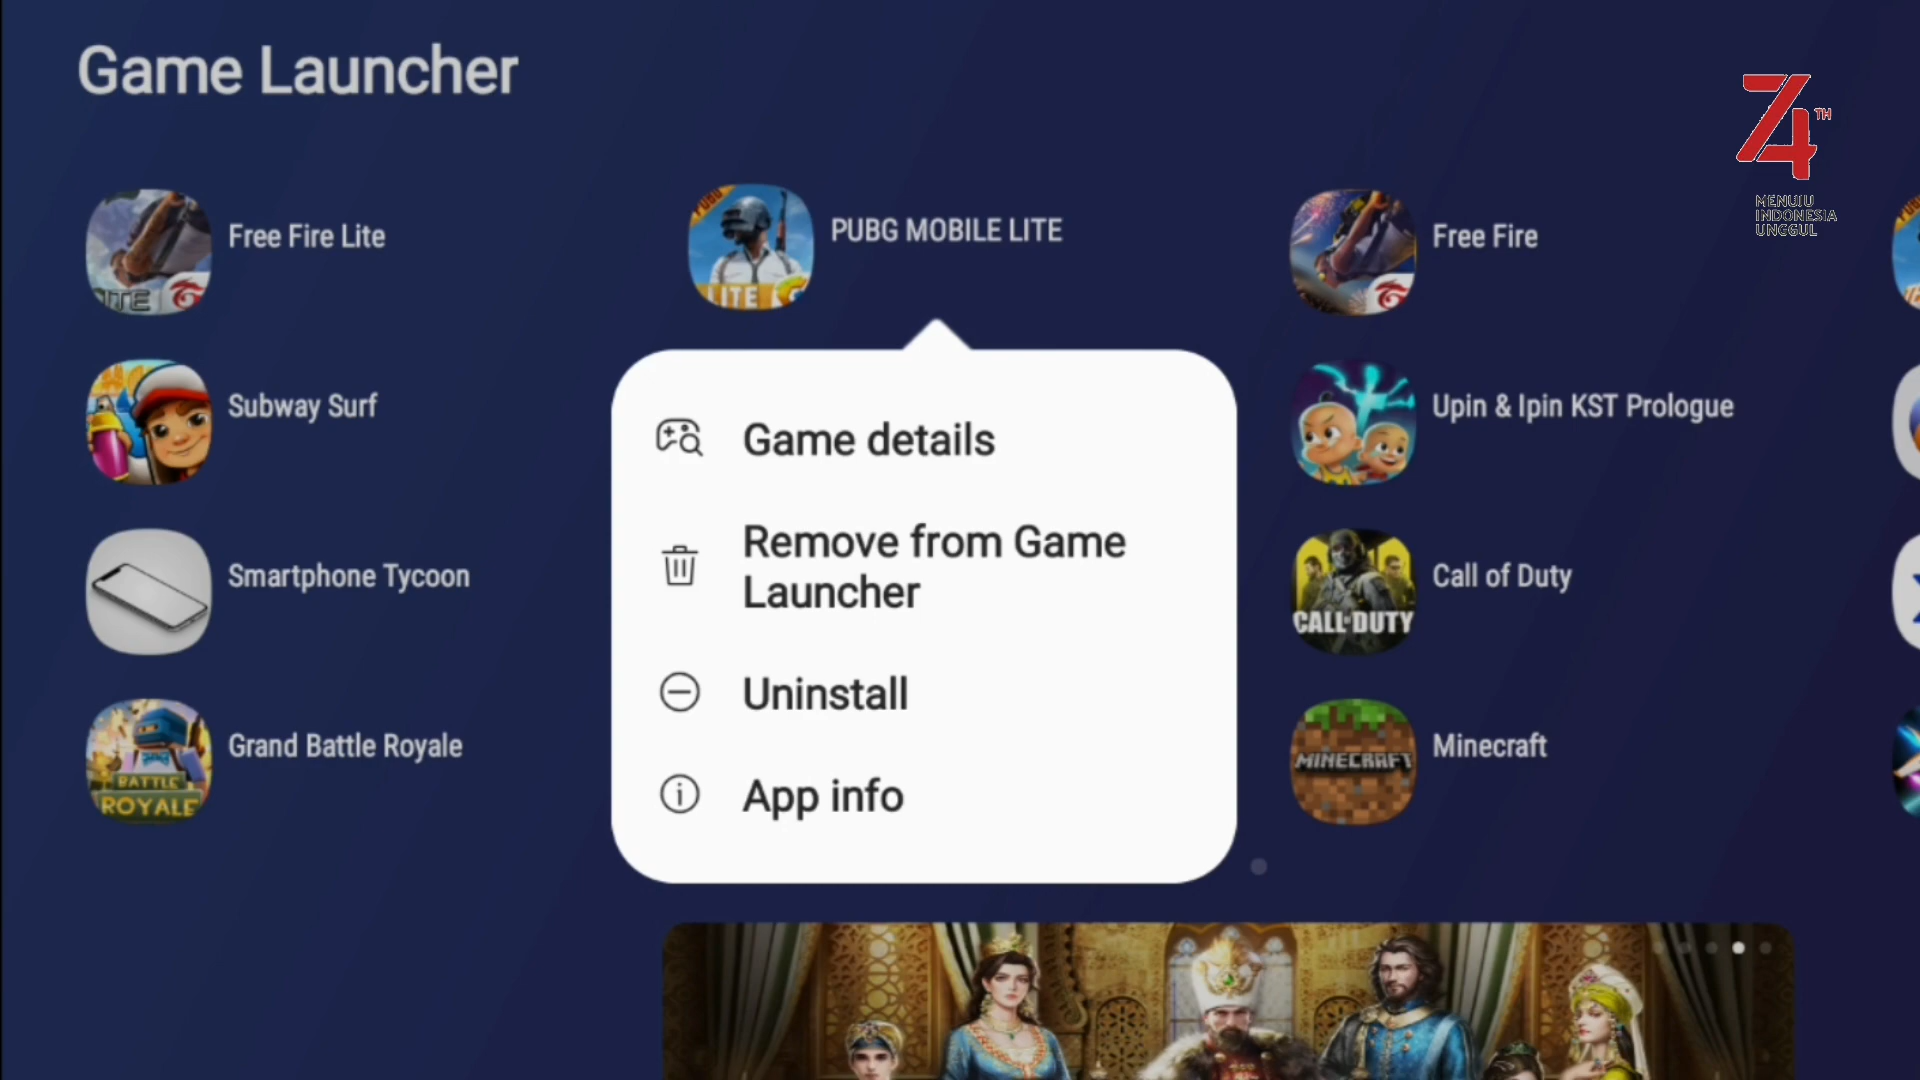 Game Launcher
74TH
MENUJU
INDONESIA
UNGGUL
Free Fire Lite
PUBG MOBILE LITE
Free Fire
PUBG
LITE
Subway Surf
Upin & Ipin KST Prologue
Game details
Remove from Game
Launcher
Smartphone Tycoon
Call of Duty
CALL OF DUTY
Uninstall
Grand Battle Royale
BATTLE
ROYALE
Minecraft
MINECRAFT
App info